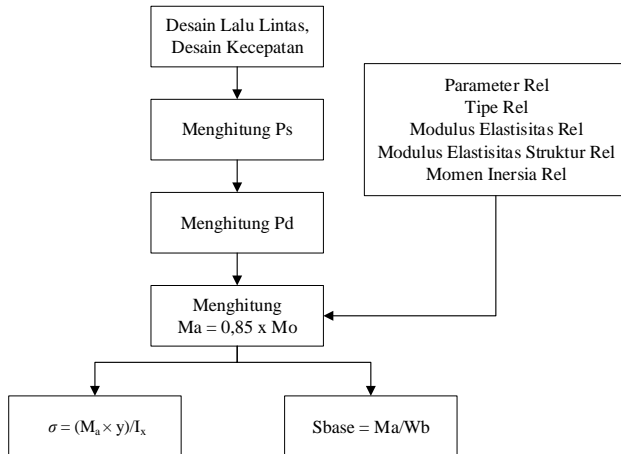 Desain Lalu Lintas,
Desain Kecepatan
Menghitung Ps
Menghitung Pd
Parameter Rel
Tipe Rel
Modulus Elastisitas Rel
Modulus Elastisitas Struktur Rel
Momen Inersia Rel
Menghitung
Ma = 0,85 x Mo
σ = (Mₐ × y)/Iₓ
Sbase = Ma/Wb